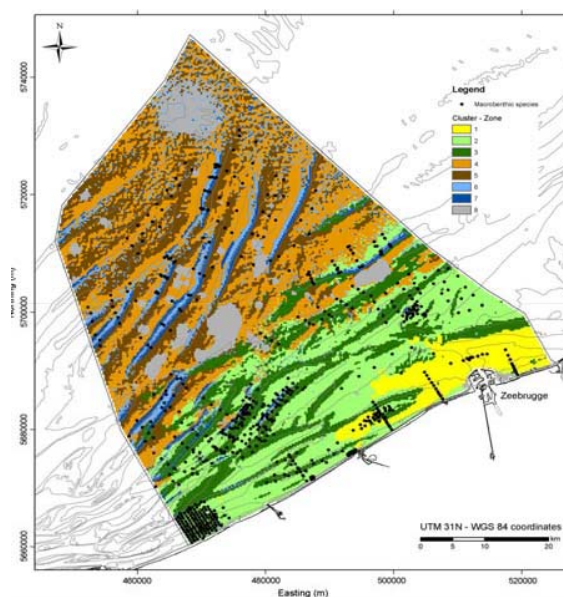 N
5740000
Legend
Macrobenthic species
Cluster - Zone
1
2
3
4
5
6
7
8
5720000
5700000
5680000
5660000
Zeebrugge
UTM 31N - WGS 84 coordinates
km
0 5 10 20
460000 480000 500000 520000
Easting (m)